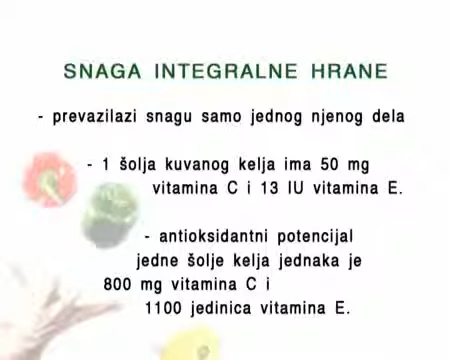 SNAGA INTEGRALNE HRANE
- prevazilazi snagu samo jednog njenog dela
- 1 šolja kuvanog kelja ima 50 mg
vitamina C i 13 IU vitamina E.
- antioksidantni potencijal
jedne šolje kelja jednaka je
800 mg vitamina C i
1100 jedinica vitamina E.